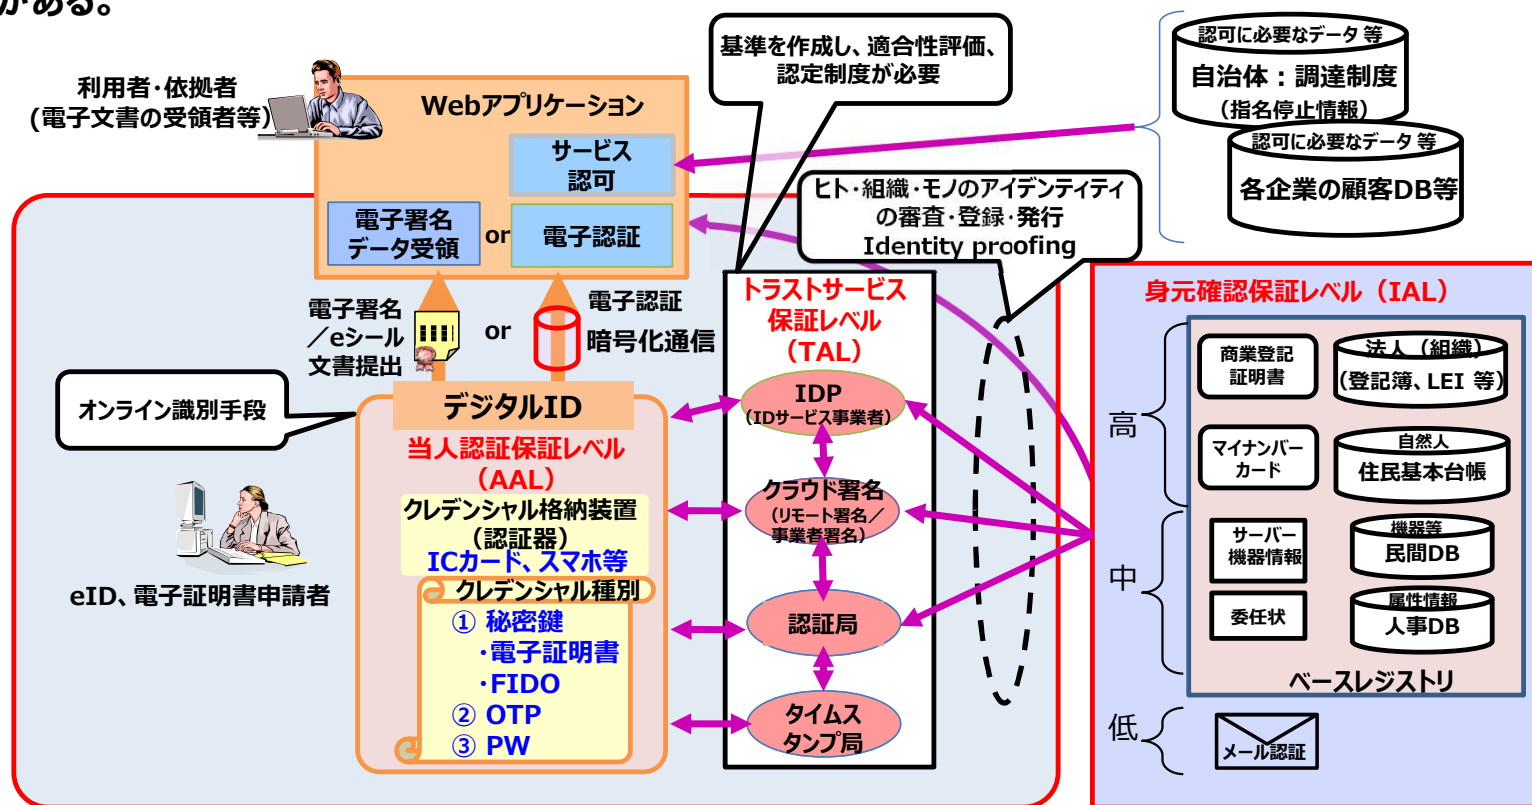 がある。
利用者・依拠者
(電子文書の受領者等)
Webアプリケーション
サービス
認可
電子署名
データ受領
or
電子認証
基準を作成し、適合性評価、
認定制度が必要
認可に必要なデータ 等
自治体：調達制度
（指名停止情報）
認可に必要なデータ 等
各企業の顧客DB等
ヒト・組織・モノのアイデンティティ
の審査・登録・発行
Identity proofing
電子署名
／eシール
文書提出
or
電子認証
暗号化通信
オンライン識別手段
デジタルID
当人認証保証レベル
（AAL）
クレデンシャル格納装置
（認証器）
ICカード、スマホ等
クレデンシャル種別
① 秘密鍵
・電子証明書
・FIDO
② OTP
③ PW
eID、電子証明書申請者
トラストサービス
保証レベル
（TAL）
IDP
（IDサービス事業者）
クラウド署名
（リモート署名／
事業者署名）
認証局
タイムス
タンプ局
身元確認保証レベル（IAL）
高
商業登記
証明書
法人（組織）
（登記簿、LEI 等）
マイナンバー
カード
自然人
住民基本台帳
中
サーバー
機器情報
機器等
民間DB
委任状
属性情報
人事DB
ベースレジストリ
低
メール認証